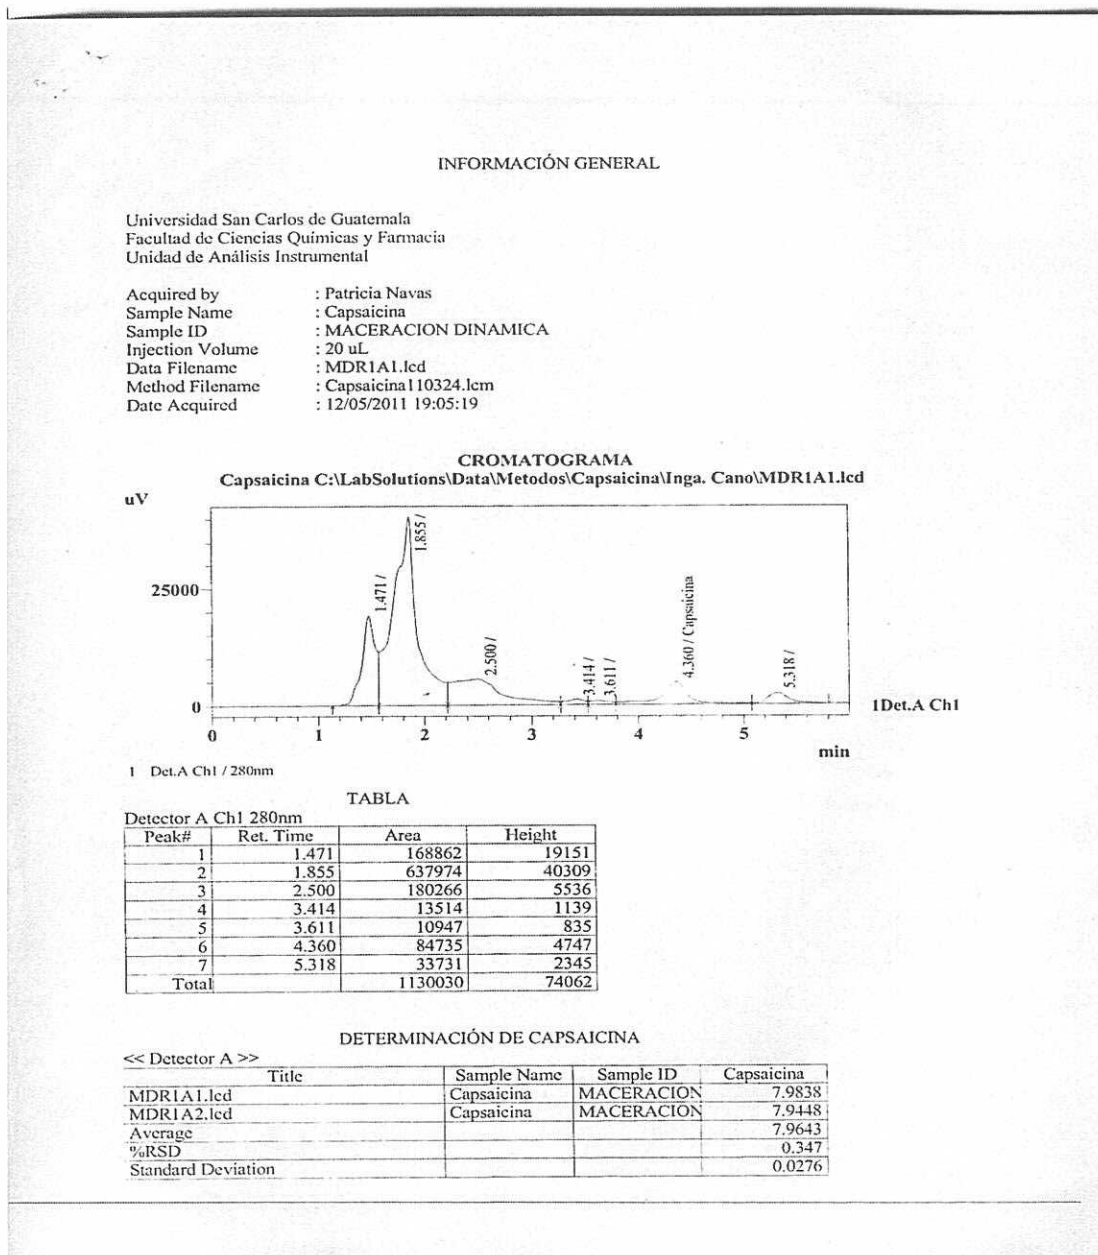 INFORMACIÓN GENERAL
Universidad San Carlos de Guatemala
Facultad de Ciencias Químicas y Farmacia
Unidad de Análisis Instrumental
Acquired by : Patricia Navas
Sample Name : Capsaicina
Sample ID : MACERACION DINAMICA
Injection Volume : 20 uL
Data Filename : MDR1A1.lcd
Method Filename : Capsaicina110324.lcm
Date Acquired : 12/05/2011 19:05:19
CROMATOGRAMA
Capsaicina C:\LabSolutions\Data\Metodos\Capsaicina\Inga. Cano\MDR1A1.lcd
uV
25000
0
1.471 /
1.855 /
2.500 /
3.414 /
3.611 /
4.360 / Capsaicina
5.318 /
1Det.A Ch1
0 1 2 3 4 5
min
1 Det.A Ch1 / 280nm
TABLA
Detector A Ch1 280nm
Peak# Ret. Time Area Height
1 1.471 168862 19151
2 1.855 637974 40309
3 2.500 180266 5536
4 3.414 13514 1139
5 3.611 10947 835
6 4.360 84735 4747
7 5.318 33731 2345
Total 1130030 74062
DETERMINACIÓN DE CAPSAICINA
<< Detector A >>
Title Sample Name Sample ID Capsaicina
MDR1A1.lcd Capsaicina MACERACION 7.9838
MDR1A2.lcd Capsaicina MACERACION 7.9448
Average 7.9643
%RSD 0.347
Standard Deviation 0.0276